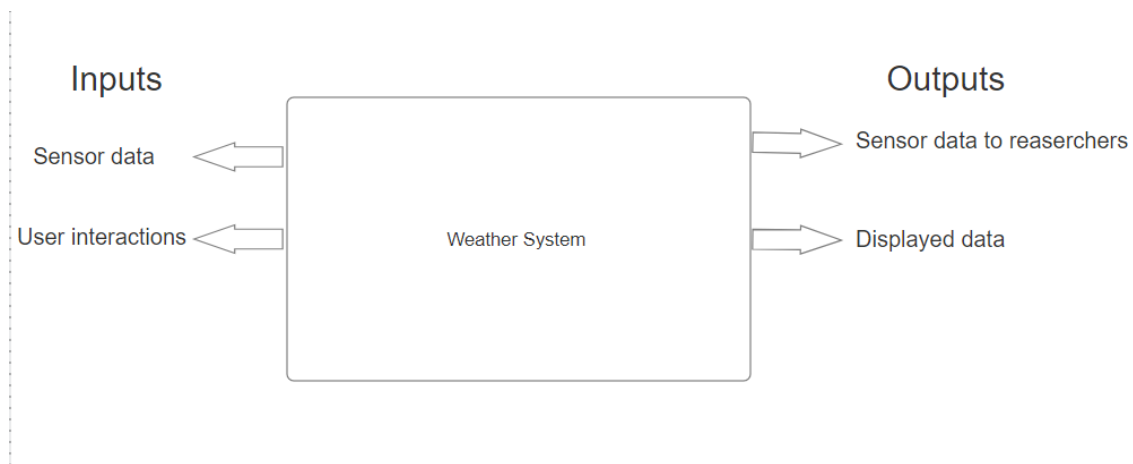 Inputs
Outputs
Sensor data
Sensor data to reaserchers
User interactions
Weather System
Displayed data